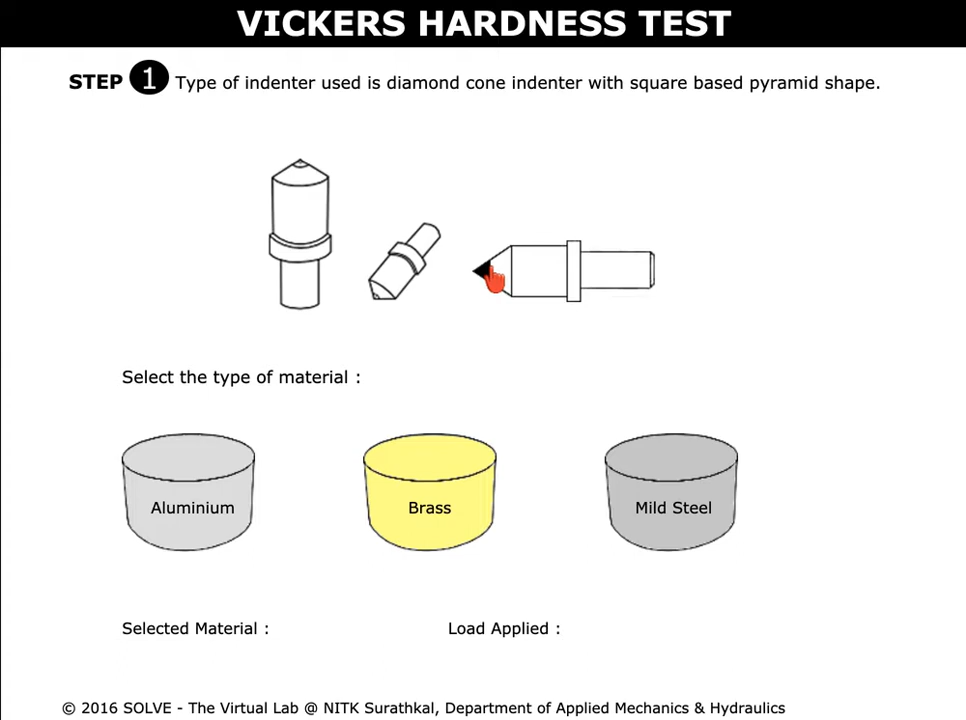 VICKERS HARDNESS TEST
STEP 1 Type of indenter used is diamond cone indenter with square based pyramid shape.
Select the type of material :
Aluminium Brass Mild Steel
Selected Material : Load Applied :
© 2016 SOLVE - The Virtual Lab @ NITK Surathkal, Department of Applied Mechanics & Hydraulics